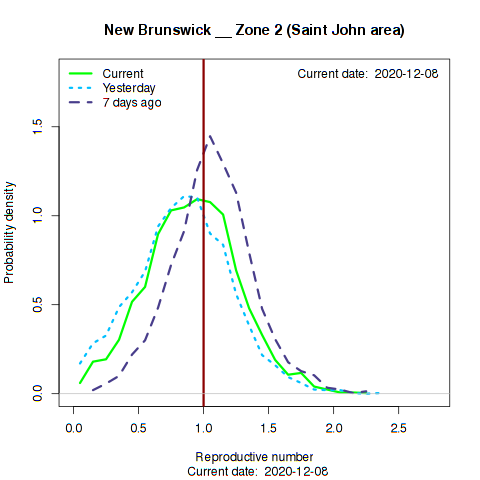 New Brunswick __ Zone 2 (Saint John area)
Current
Yesterday
7 days ago
Current date: 2020-12-08
Probability density
1.5
1.0
0.5
0.0
0.0 0.5 1.0 1.5 2.0 2.5
Reproductive number
Current date: 2020-12-08